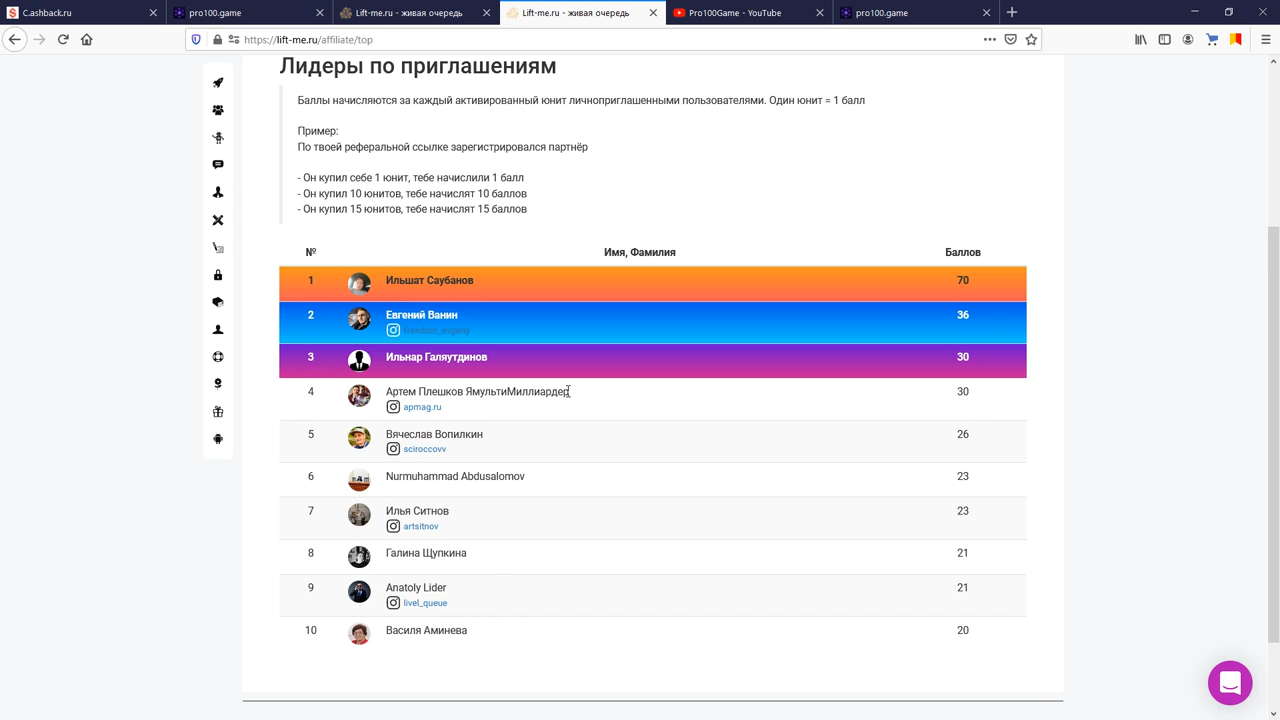 C.ashback.ru
pro100.game
Lift-me.ru - живая очередь
Lift-me.ru - живая очередь
Pro100Game - YouTube
pro100.game
https://lift-me.ru/affiliate/top
Лидеры по приглашениям
Баллы начисляются за каждый активированный юнит личноприглашенными пользователями. Один юнит = 1 балл
Пример:
По твоей реферальной ссылке зарегистрировался партнёр
- Он купил себе 1 юнит, тебе начислили 1 балл
- Он купил 10 юнитов, тебе начислят 10 баллов
- Он купил 15 юнитов, тебе начислят 15 баллов
№ Имя, Фамилия Баллов
1 Ильшат Саубанов 70
2 Евгений Ванин 36
freedom_evgeny
3 Ильнар Галяутдинов 30
4 Артем Плешков ЯмультиМиллиардер 30
apmag.ru
5 Вячеслав Вопилкин 26
sciroccovv
6 Nurmuhammad Abdusalomov 23
7 Илья Ситнов 23
artsitnov
8 Галина Щупкина 21
9 Anatoly Lider 21
livel_queue
10 Василя Аминева 20